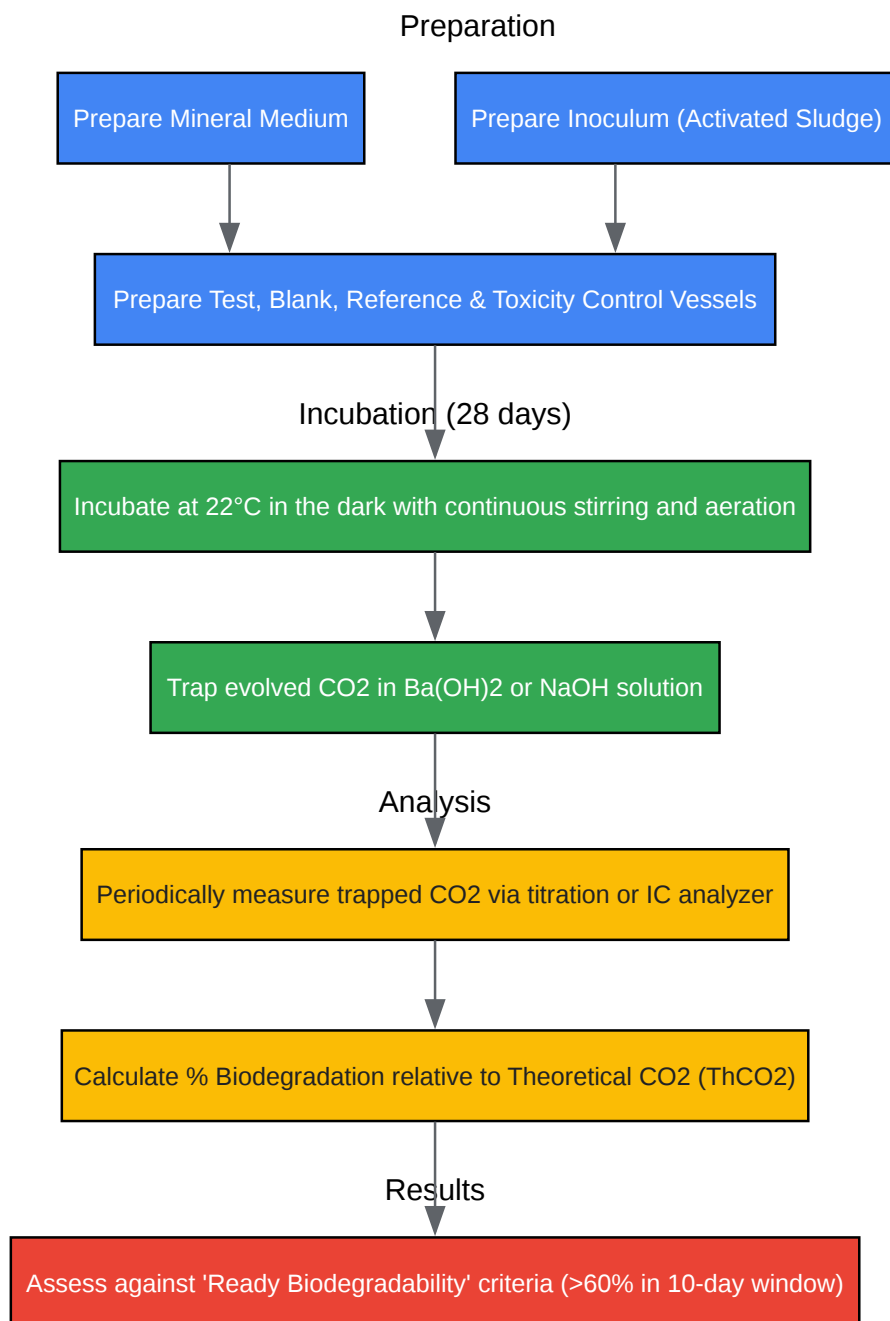 Preparation
Prepare Mineral Medium
Prepare Inoculum (Activated Sludge)
Prepare Test, Blank, Reference & Toxicity Control Vessels
Incubation (28 days)
Incubate at 22°C in the dark with continuous stirring and aeration
Trap evolved CO2 in Ba(OH)2 or NaOH solution
Analysis
Periodically measure trapped CO2 via titration or IC analyzer
Calculate % Biodegradation relative to Theoretical CO2 (ThCO2)
Results
Assess against 'Ready Biodegradability' criteria (>60% in 10-day window)